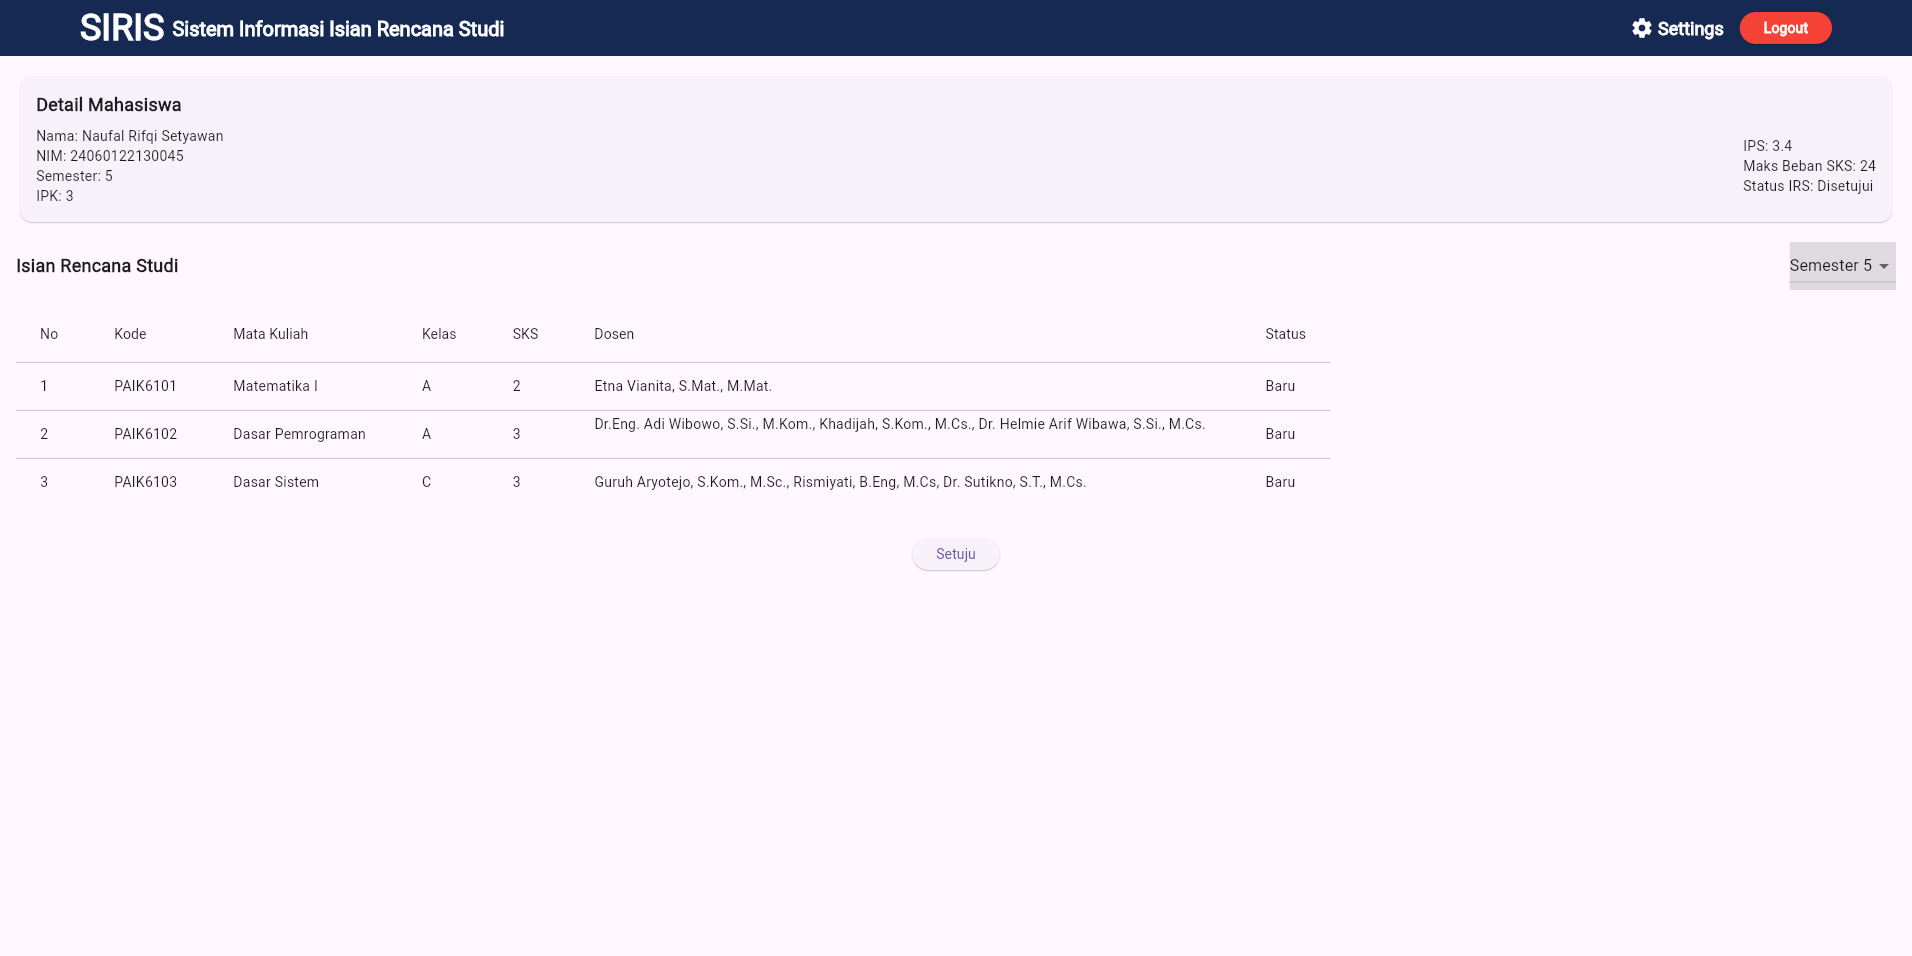 SIRIS Sistem Informasi Isian Rencana Studi Settings Logout
Detail Mahasiswa
Nama: Naufal Rifqi Setyawan
NIM: 24060122130045
Semester: 5
IPK: 3
IPS: 3.4
Maks Beban SKS: 24
Status IRS: Disetujui
Isian Rencana Studi Semester 5
No Kode Mata Kuliah Kelas SKS Dosen Status
1 PAIK6101 Matematika I A 2 Etna Vianita, S.Mat., M.Mat. Baru
2 PAIK6102 Dasar Pemrograman A 3 Dr.Eng. Adi Wibowo, S.Si., M.Kom., Khadijah, S.Kom., M.Cs., Dr. Helmie Arif Wibawa, S.Si., M.Cs. Baru
3 PAIK6103 Dasar Sistem C 3 Guruh Aryotejo, S.Kom., M.Sc., Rismiyati, B.Eng, M.Cs, Dr. Sutikno, S.T., M.Cs. Baru
Setuju